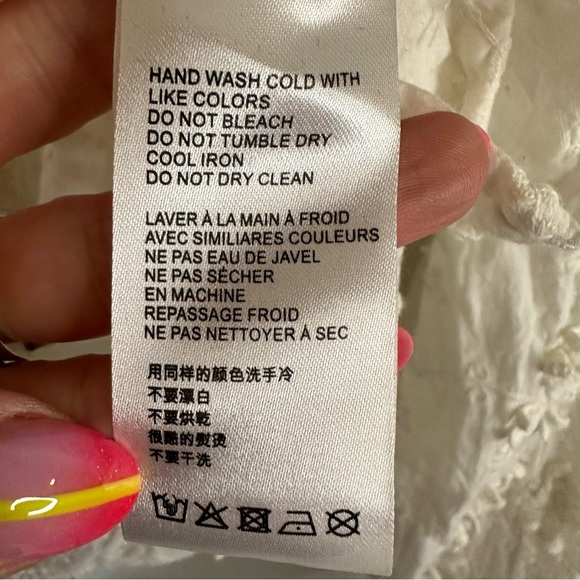 HAND WASH COLD WITH
LIKE COLORS
DO NOT BLEACH
DO NOT TUMBLE DRY
COOL IRON
DO NOT DRY CLEAN
LAVER À LA MAIN À FROID
AVEC SIMILIARES COULEURS
NE PAS EAU DE JAVEL
NE PAS SÉCHER
EN MACHINE
REPASSAGE FROID
NE PAS NETTOYER À SEC
用同样的颜色洗手冷
不要漂白
不要烘乾
很酷的熨烫
不要干洗